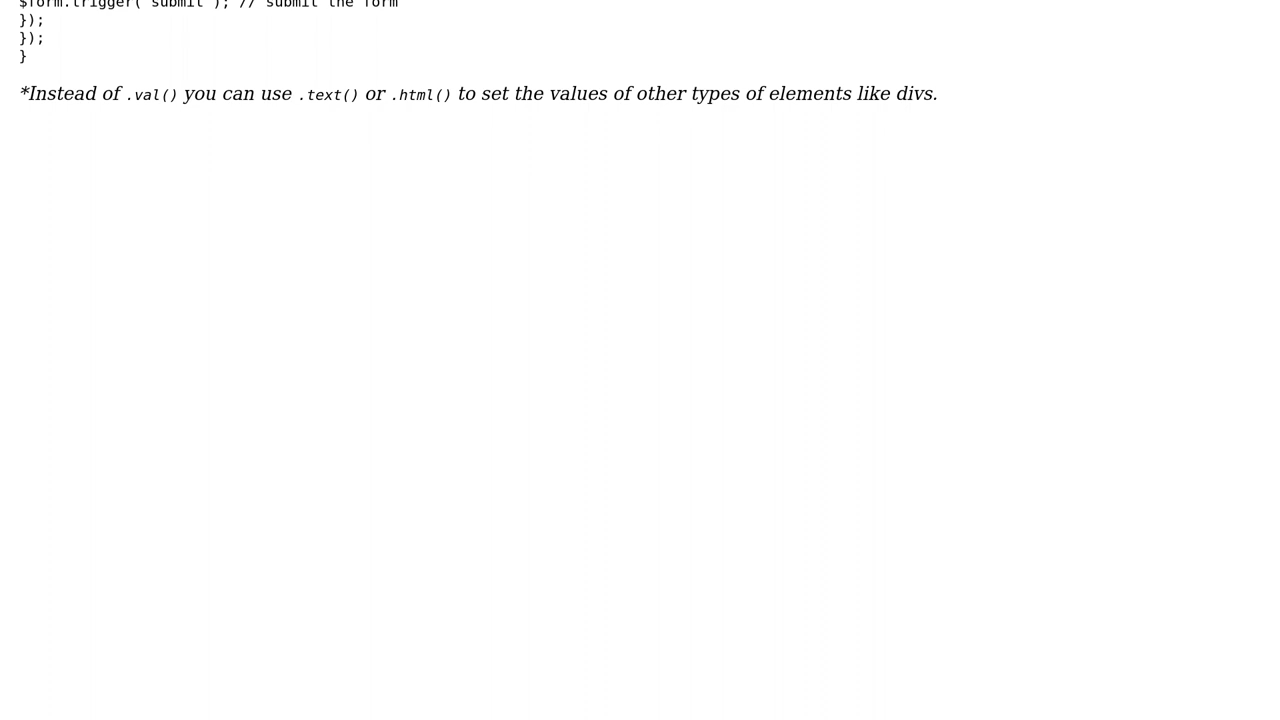 $form.trigger('submit'); // submit the form
});
});
}
*Instead of .val() you can use .text() or .html() to set the values of other types of elements like divs.